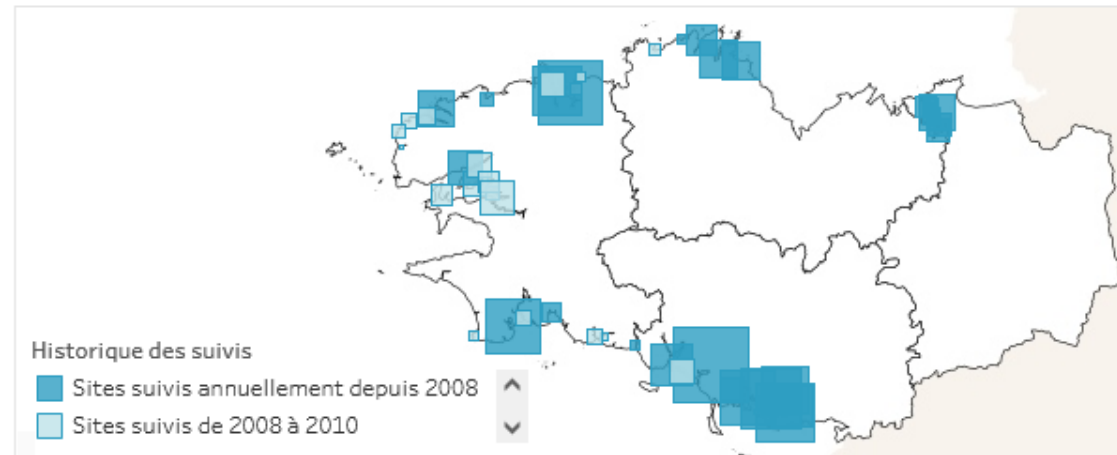 Historique des suivis
Sites suivis annuellement depuis 2008
Sites suivis de 2008 à 2010